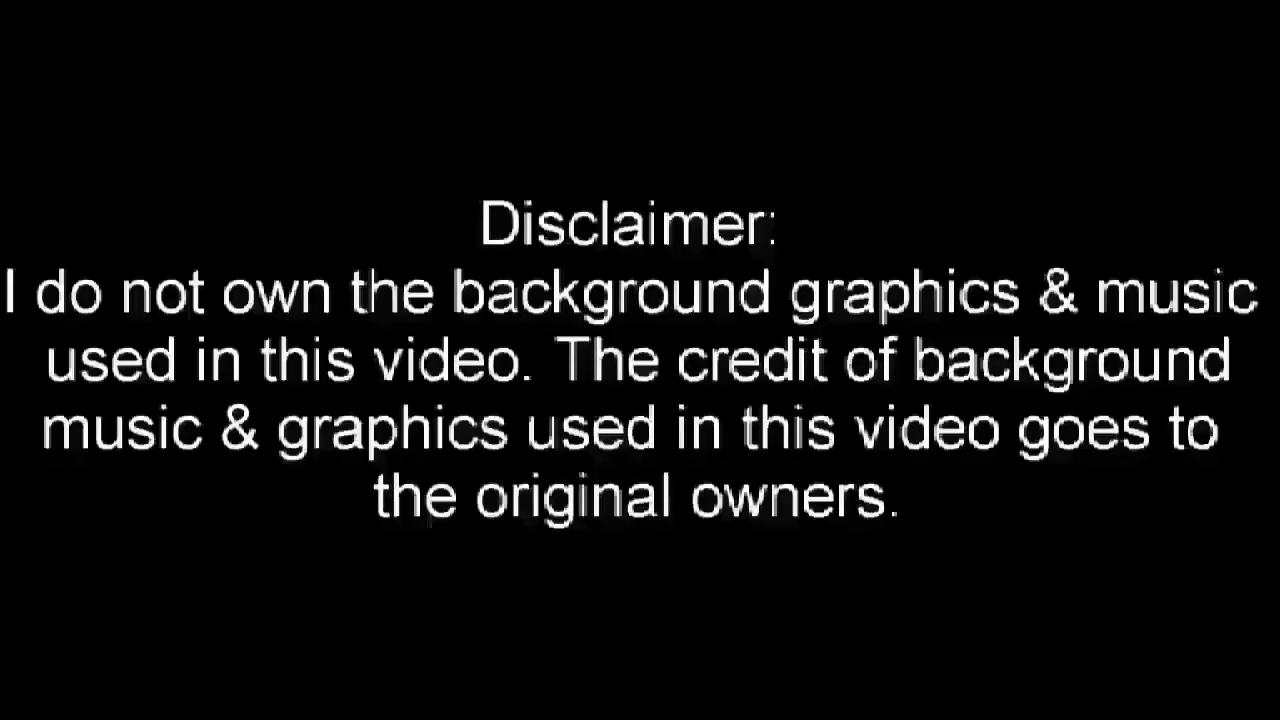 Disclaimer:
I do not own the background graphics & music
used in this video. The credit of background
music & graphics used in this video goes to
the original owners.